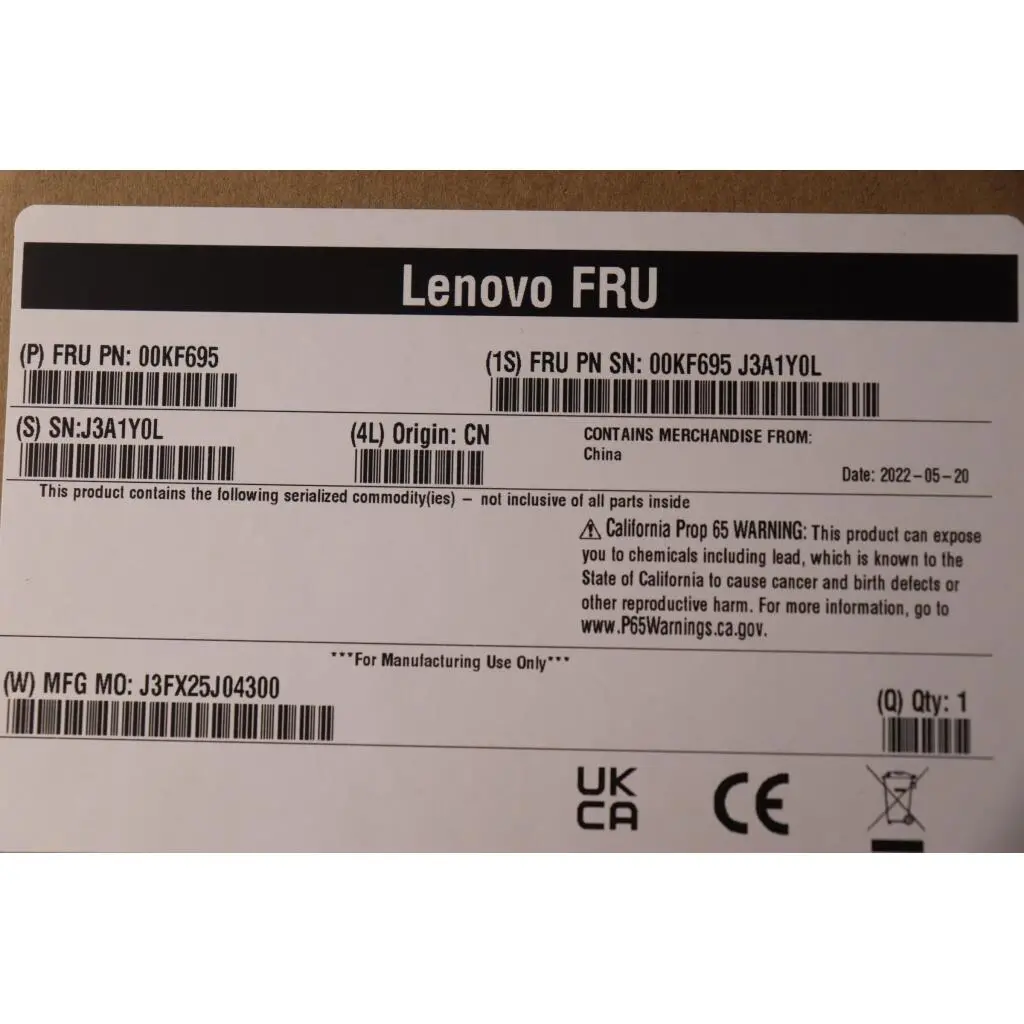 Lenovo FRU
(P) FRU PN: 00KF695
(1S) FRU PN SN: 00KF695 J3A1Y0L
(S) SN:J3A1Y0L
(4L) Origin: CN
CONTAINS MERCHANDISE FROM:
China
Date: 2022-05-20
This product contains the following serialized commodity(ies) – not inclusive of all parts inside
⚠ California Prop 65 WARNING: This product can expose
you to chemicals including lead, which is known to the
State of California to cause cancer and birth defects or
other reproductive harm. For more information, go to
www.P65Warnings.ca.gov.
***For Manufacturing Use Only***
(W) MFG MO: J3FX25J04300
(Q) Qty: 1
UK
CA
CE